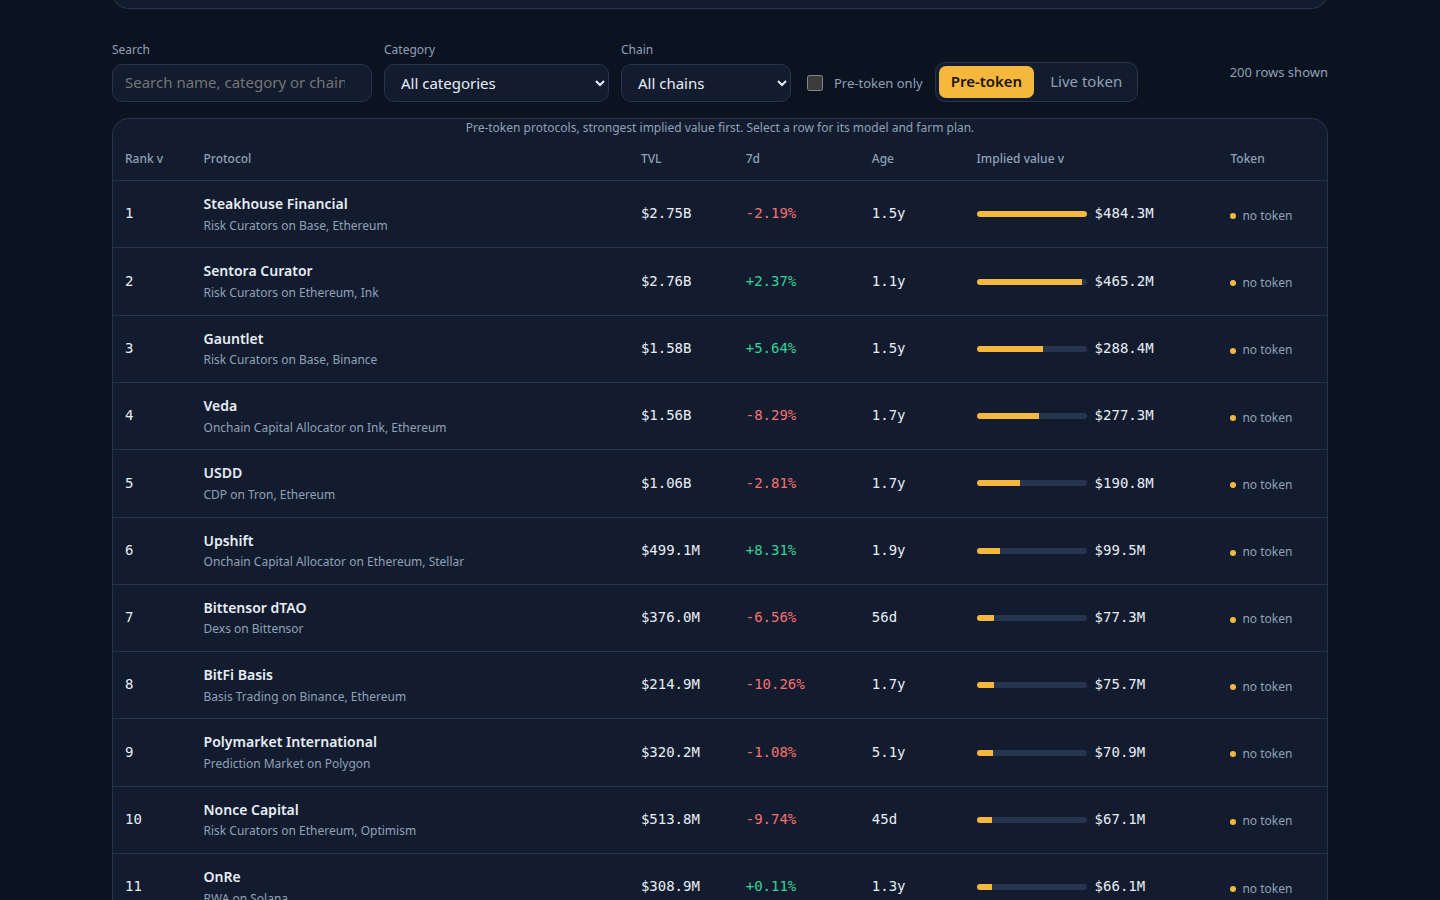 Search
Category
Chain
Search name, category or chain
All categories
All chains
Pre-token only
Pre-token
Live token
200 rows shown
Pre-token protocols, strongest implied value first. Select a row for its model and farm plan.
Rank v Protocol TVL 7d Age Implied value v Token
1 Steakhouse Financial $2.75B -2.19% 1.5y $484.3M no token
Risk Curators on Base, Ethereum
2 Sentora Curator $2.76B +2.37% 1.1y $465.2M no token
Risk Curators on Ethereum, Ink
3 Gauntlet $1.58B +5.64% 1.5y $288.4M no token
Risk Curators on Base, Binance
4 Veda $1.56B -8.29% 1.7y $277.3M no token
Onchain Capital Allocator on Ink, Ethereum
5 USDD $1.06B -2.81% 1.7y $190.8M no token
CDP on Tron, Ethereum
6 Upshift $499.1M +8.31% 1.9y $99.5M no token
Onchain Capital Allocator on Ethereum, Stellar
7 Bittensor dTAO $376.0M -6.56% 56d $77.3M no token
Dexs on Bittensor
8 BitFi Basis $214.9M -10.26% 1.7y $75.7M no token
Basis Trading on Binance, Ethereum
9 Polymarket International $320.2M -1.08% 5.1y $70.9M no token
Prediction Market on Polygon
10 Nonce Capital $513.8M -9.74% 45d $67.1M no token
Risk Curators on Ethereum, Optimism
11 OnRe $308.9M +0.11% 1.3y $66.1M no token
RWA on Solana